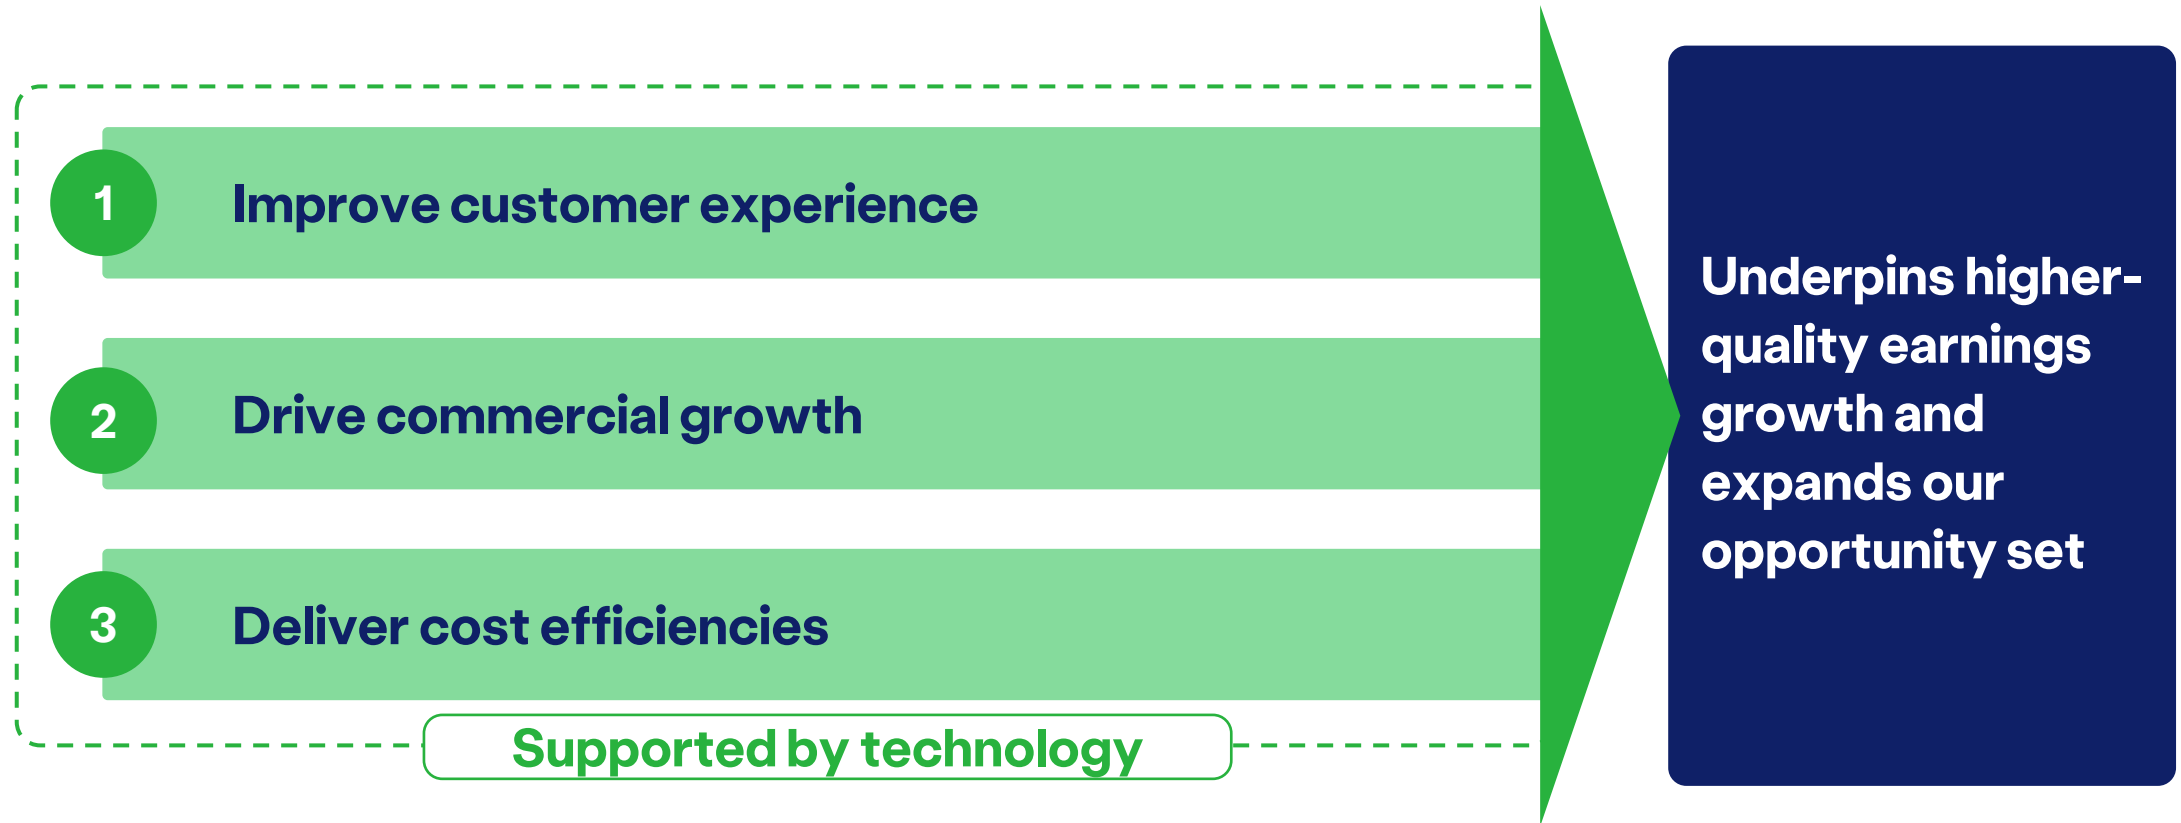 1
Improve customer experience
2
Drive commercial growth
3
Deliver cost efficiencies
Supported by technology
Underpins higher-
quality earnings
growth and
expands our
opportunity set